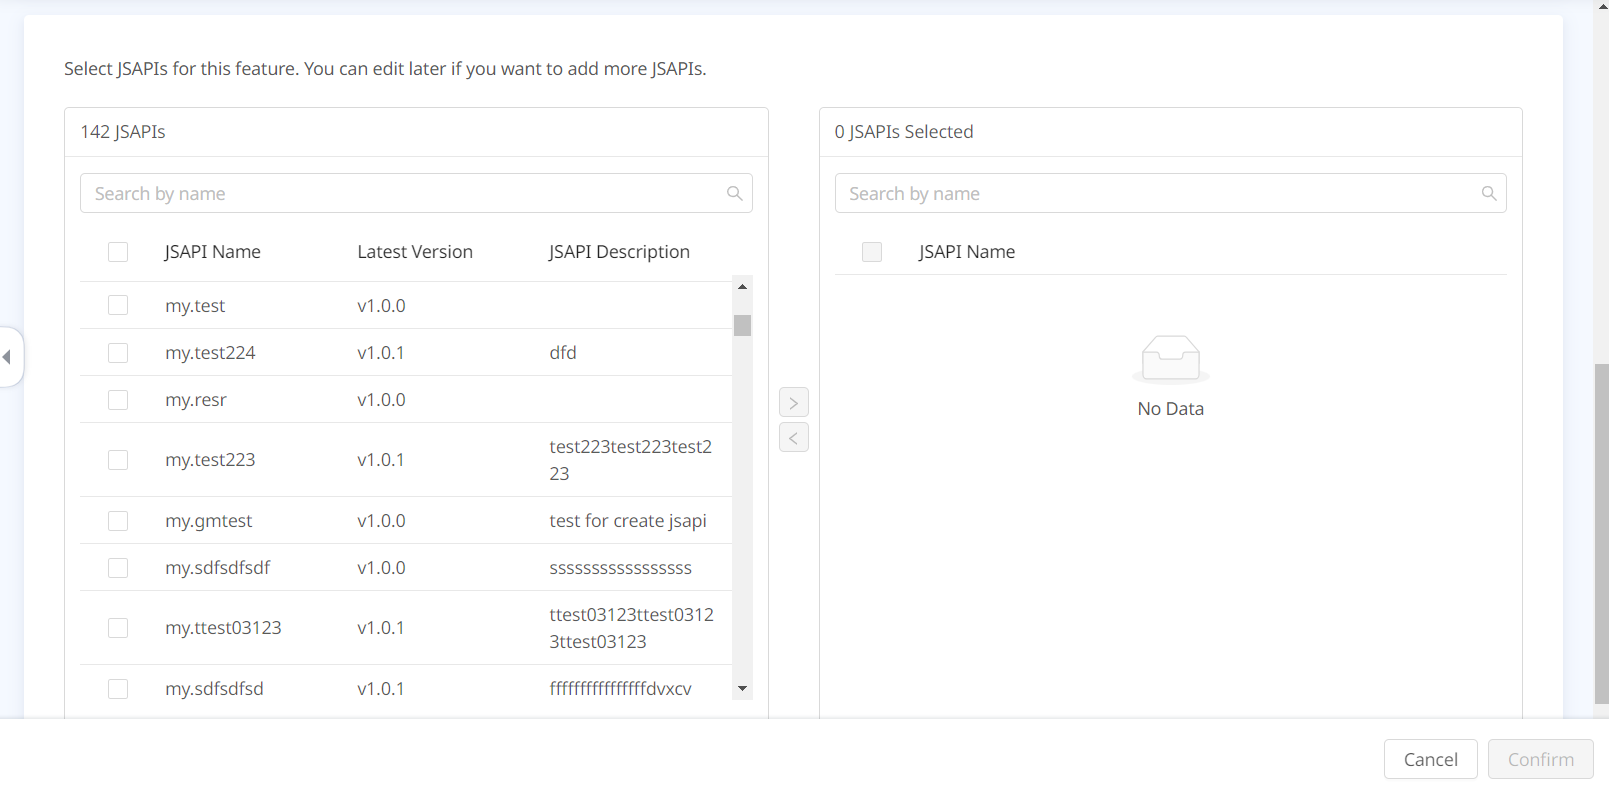 Select JSAPIs for this feature. You can edit later if you want to add more JSAPIs.
142 JSAPIs
Search by name
JSAPI Name Latest Version JSAPI Description
my.test v1.0.0
my.test224 v1.0.1 dfd
my.resr v1.0.0
my.test223 v1.0.1 test223test223test2
23
my.gmtest v1.0.0 test for create jsapi
my.sdfsdfsdf v1.0.0 sssssssssssssssss
my.ttest03123 v1.0.1 ttest03123ttest0312
3ttest03123
my.sdfsdfsd v1.0.1 ffffffffffffffffdvxcv
0 JSAPIs Selected
Search by name
JSAPI Name
No Data
Cancel Confirm